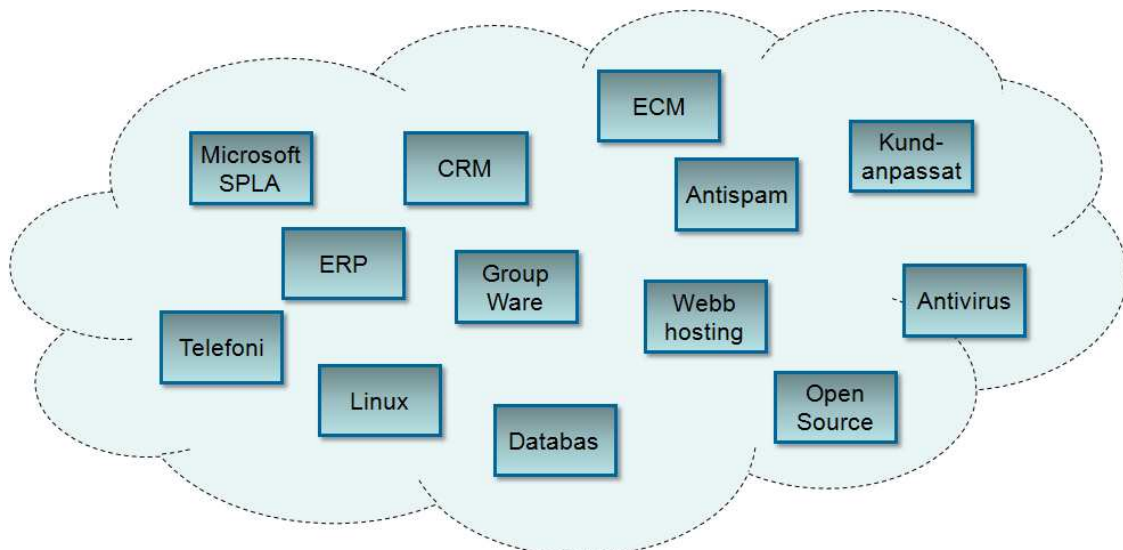 ECM
Microsoft
SPLA
CRM
Kund-
anpassat
Antispam
ERP
Group
Ware
Webb
hosting
Antivirus
Telefoni
Linux
Databas
Open
Source